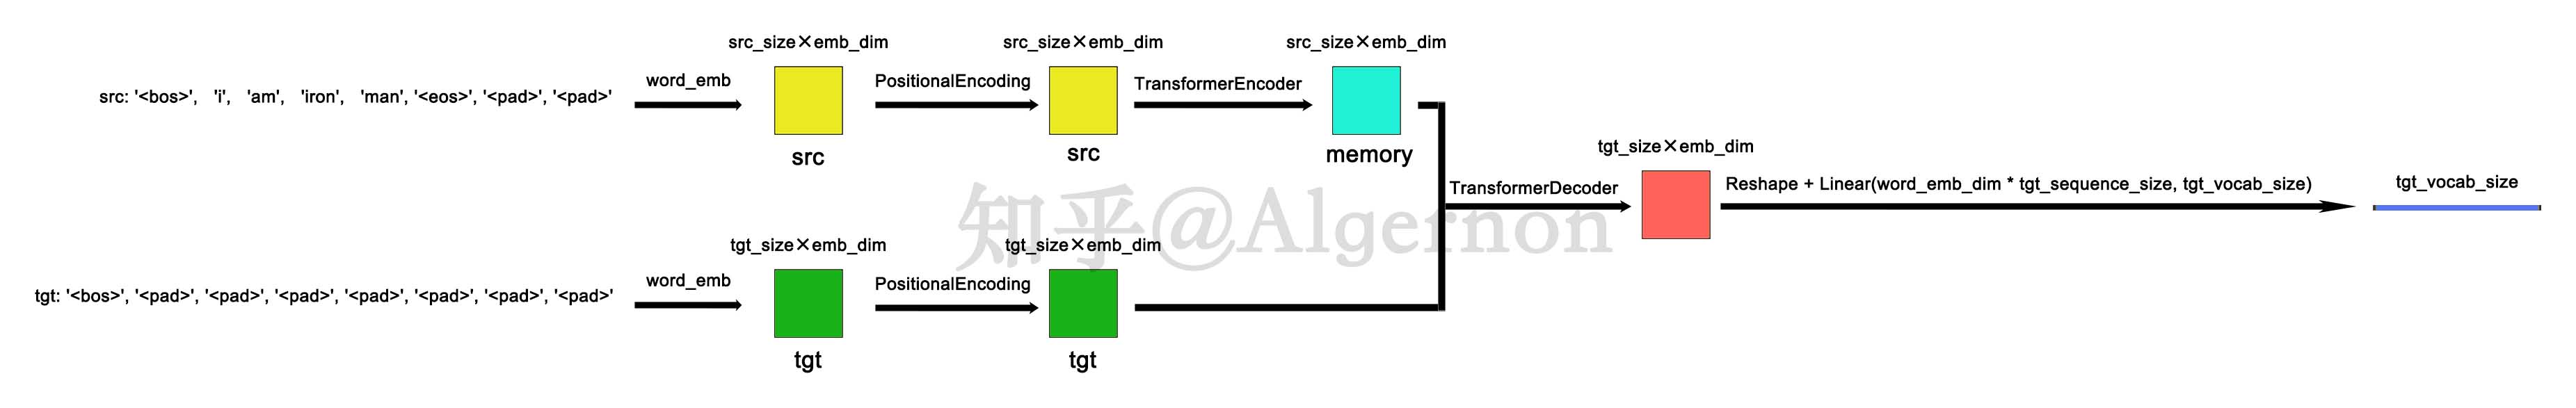 src_size×emb_dim
src_size×emb_dim
src_size×emb_dim
src: '<bos>', 'i', 'am', 'iron', 'man', '<eos>', '<pad>', '<pad>'
word_emb
PositionalEncoding
TransformerEncoder
src
src
memory
tgt_size×emb_dim
TransformerDecoder
Reshape + Linear(word_emb_dim * tgt_sequence_size, tgt_vocab_size)
tgt_vocab_size
知乎@Algernon
tgt_size×emb_dim
tgt_size×emb_dim
tgt: '<bos>', '<pad>', '<pad>', '<pad>', '<pad>', '<pad>', '<pad>', '<pad>'
word_emb
PositionalEncoding
tgt
tgt